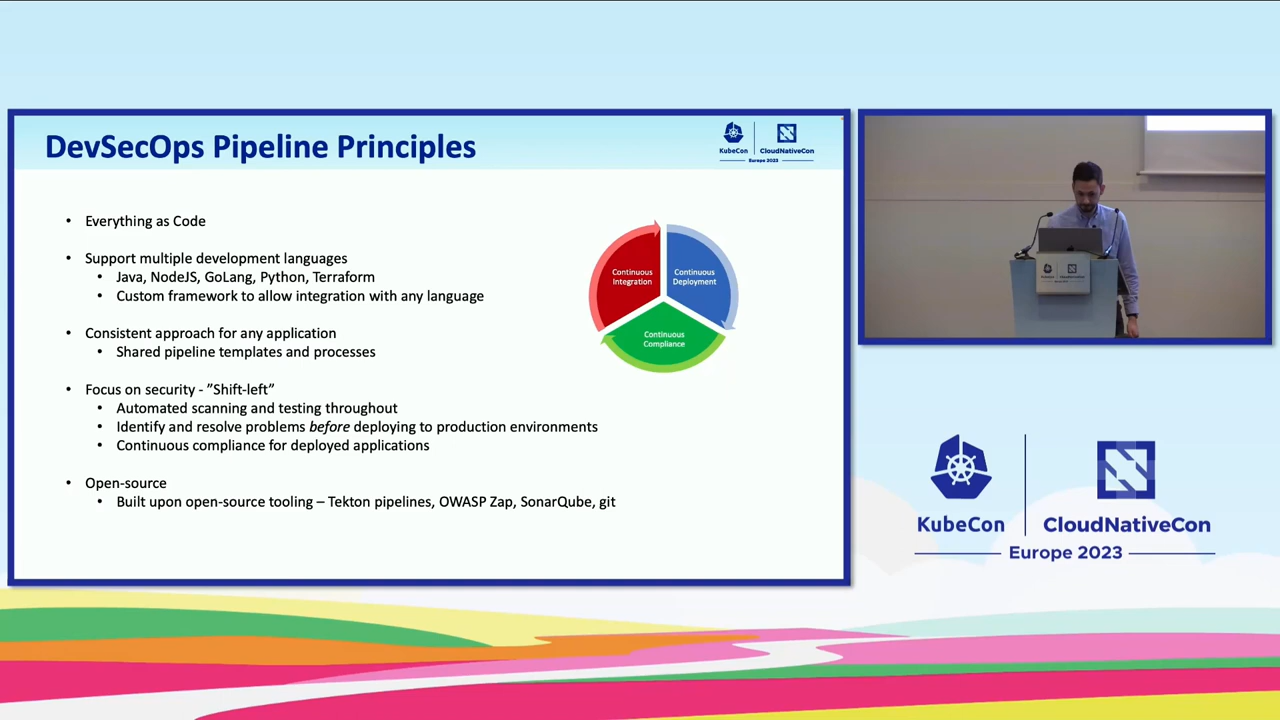 DevSecOps Pipeline Principles
KubeCon
CloudNativeCon
Europe 2023
• Everything as Code
• Support multiple development languages
• Java, NodeJS, GoLang, Python, Terraform
• Custom framework to allow integration with any language
• Consistent approach for any application
• Shared pipeline templates and processes
• Focus on security - ”Shift-left”
• Automated scanning and testing throughout
• Identify and resolve problems before deploying to production environments
• Continuous compliance for deployed applications
• Open-source
• Built upon open-source tooling – Tekton pipelines, OWASP Zap, SonarQube, git
Continuous
Integration
Continuous
Deployment
Continuous
Compliance
KubeCon
CloudNativeCon
Europe 2023